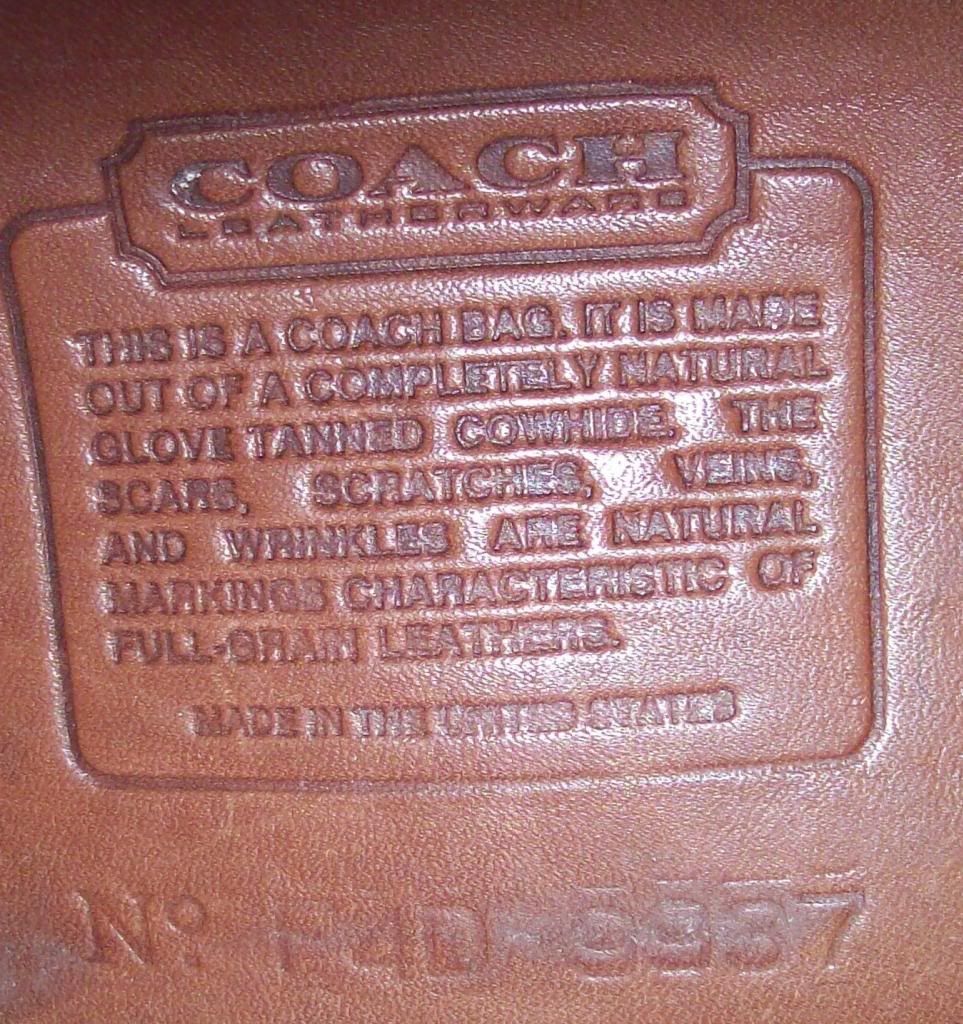 COACH
LEATHERWARE
THIS IS A COACH BAG. IT IS MADE
OUT OF A COMPLETELY NATURAL
GLOVE TANNED COWHIDE. THE
SCARS, SCRATCHES, VEINS,
AND WRINKLES ARE NATURAL
MARKINGS CHARACTERISTIC OF
FULL-GRAIN LEATHERS.
MADE IN THE UNITED STATES
Nº